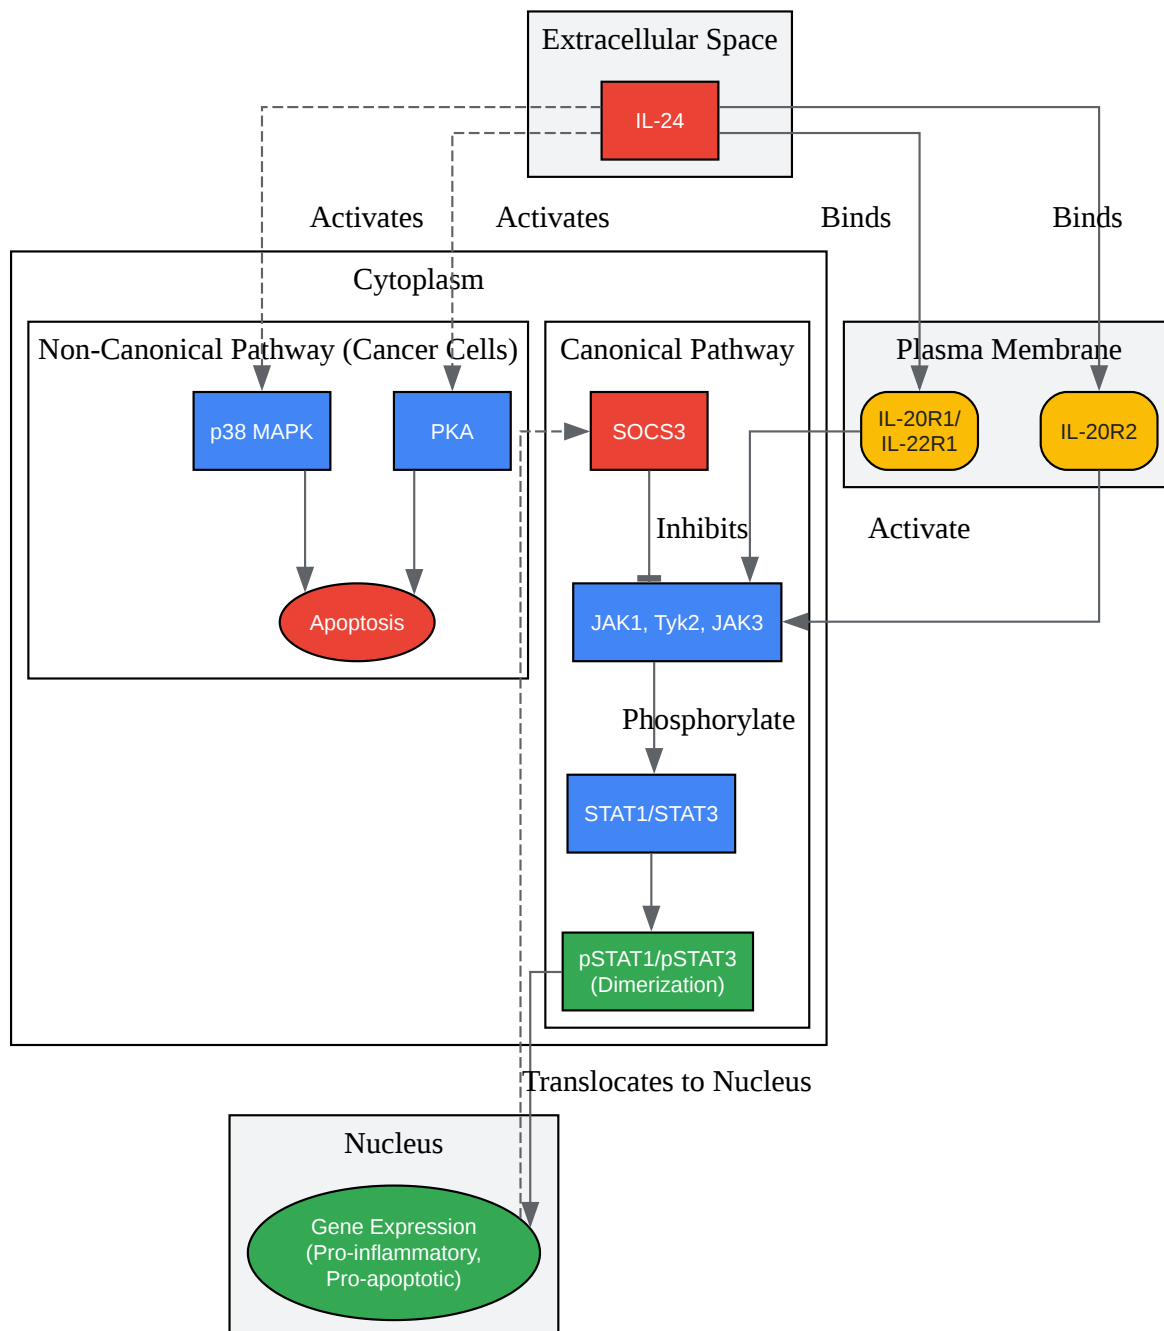 Extracellular Space
IL-24
Activates
Activates
Binds
Binds
Cytoplasm
Non-Canonical Pathway (Cancer Cells)
Canonical Pathway
Plasma Membrane
p38 MAPK
PKA
SOCS3
IL-20R1/
IL-22R1
IL-20R2
Inhibits
Activate
Apoptosis
JAK1, Tyk2, JAK3
Phosphorylate
STAT1/STAT3
pSTAT1/pSTAT3
(Dimerization)
Translocates to Nucleus
Nucleus
Gene Expression
(Pro-inflammatory,
Pro-apoptotic)